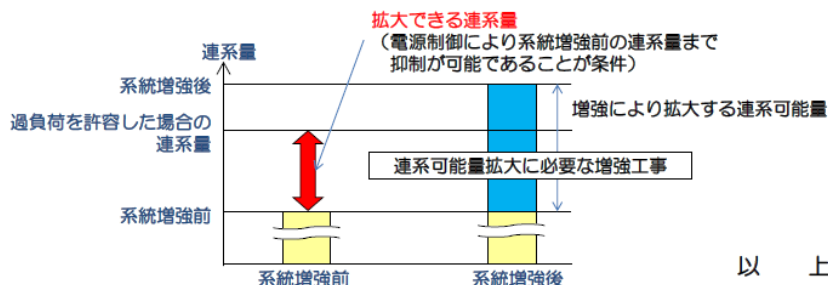 拡大できる連系量
（電源制御により系統増強前の連系量まで
抑制が可能であることが条件）
連系量
系統増強後
増強により拡大する連系可能量
過負荷を許容した場合の
連系量
連系可能量拡大に必要な増強工事
系統増強前
系統増強前
系統増強後
以　上